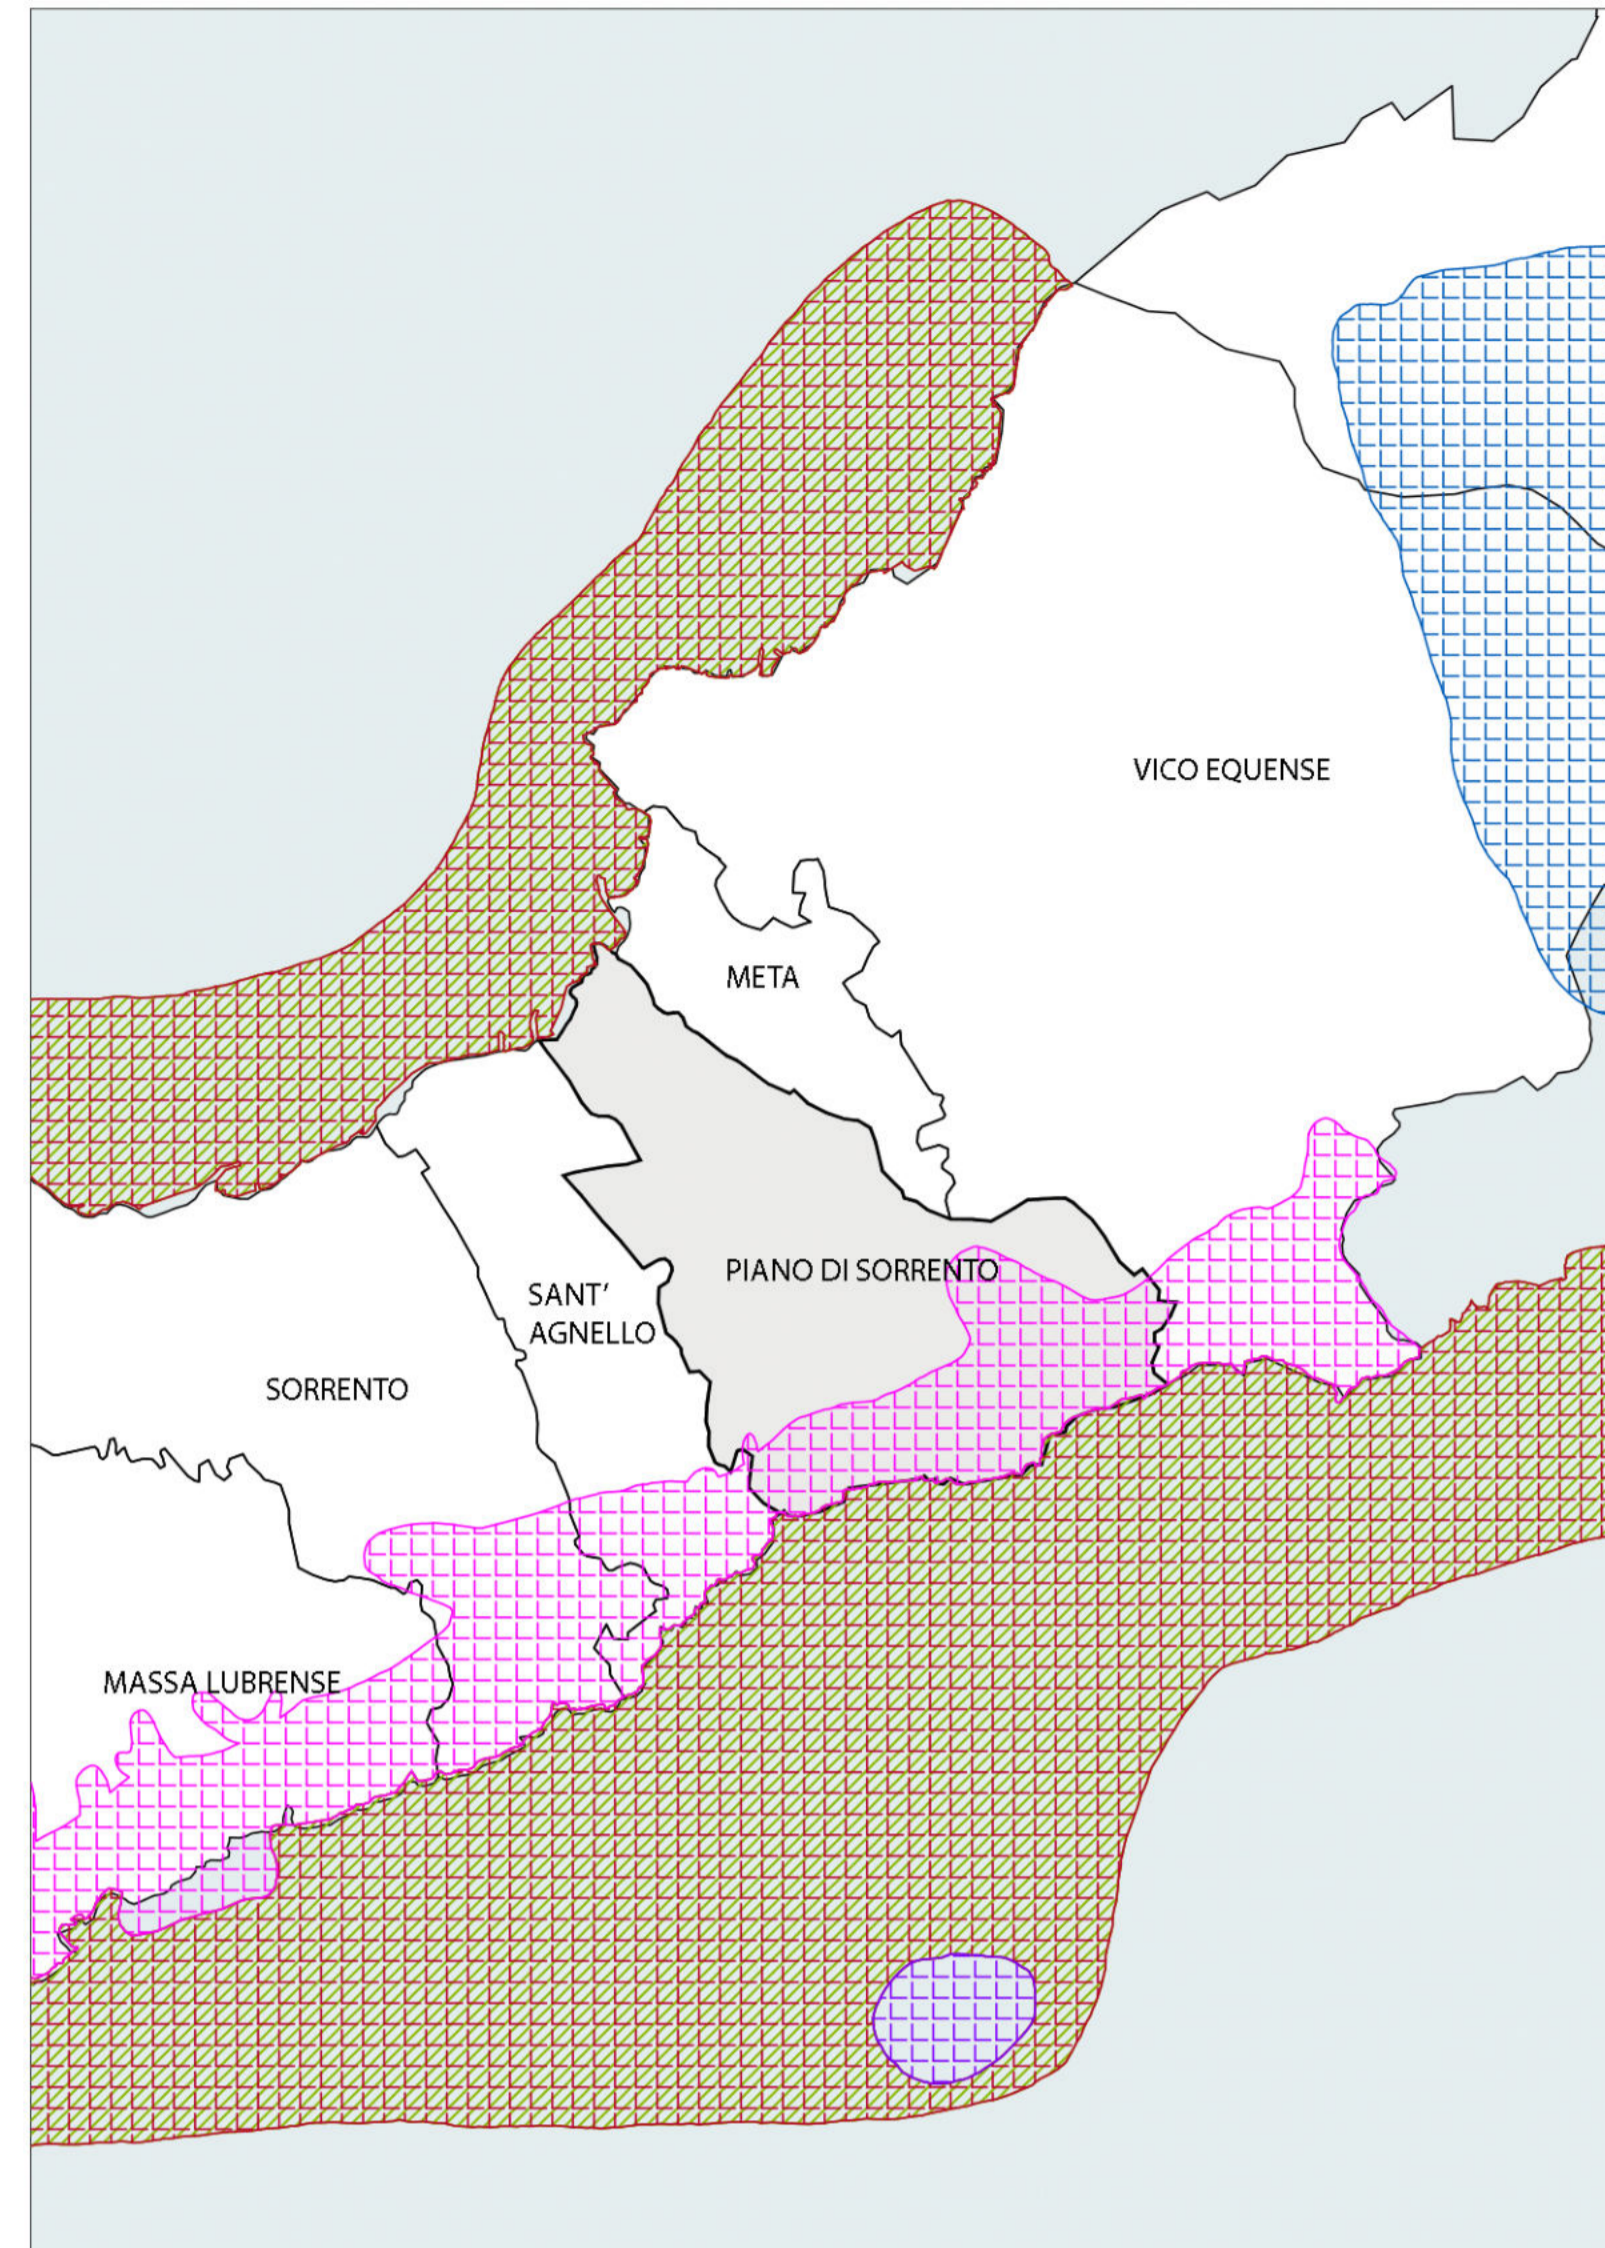 VICO EQUENSE
META
PIANO DI SORRENTO
SANT'
AGNELLO
SORRENTO
MASSA LUBRENSE